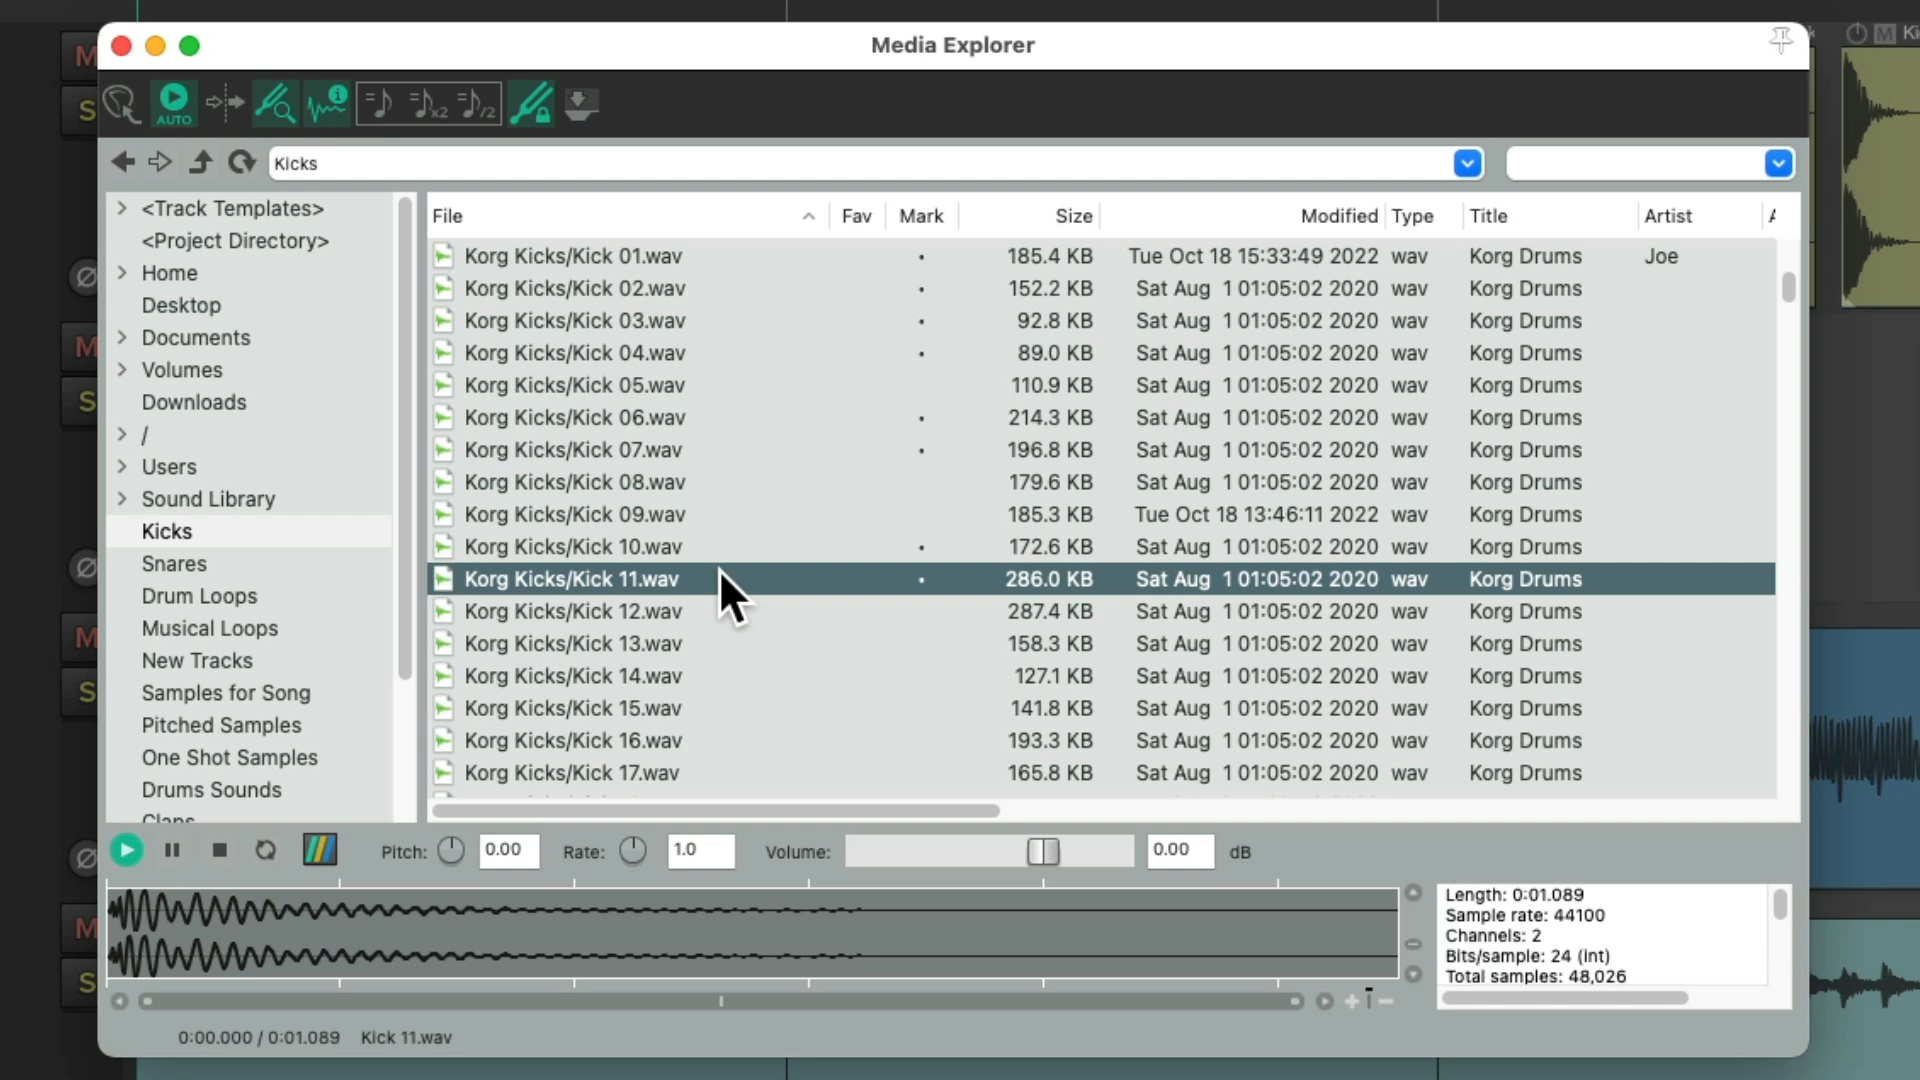 Media Explorer
AUTO
x2
/2
Kicks
<Track Templates>
<Project Directory>
Home
Desktop
Documents
Volumes
Downloads
/
Users
Sound Library
Kicks
Snares
Drum Loops
Musical Loops
New Tracks
Samples for Song
Pitched Samples
One Shot Samples
Drums Sounds
Claps
File Fav Mark Size Modified Type Title Artist
Korg Kicks/Kick 01.wav 185.4 KB Tue Oct 18 15:33:49 2022 wav Korg Drums Joe
Korg Kicks/Kick 02.wav 152.2 KB Sat Aug 1 01:05:02 2020 wav Korg Drums
Korg Kicks/Kick 03.wav 92.8 KB Sat Aug 1 01:05:02 2020 wav Korg Drums
Korg Kicks/Kick 04.wav 89.0 KB Sat Aug 1 01:05:02 2020 wav Korg Drums
Korg Kicks/Kick 05.wav 110.9 KB Sat Aug 1 01:05:02 2020 wav Korg Drums
Korg Kicks/Kick 06.wav 214.3 KB Sat Aug 1 01:05:02 2020 wav Korg Drums
Korg Kicks/Kick 07.wav 196.8 KB Sat Aug 1 01:05:02 2020 wav Korg Drums
Korg Kicks/Kick 08.wav 179.6 KB Sat Aug 1 01:05:02 2020 wav Korg Drums
Korg Kicks/Kick 09.wav 185.3 KB Tue Oct 18 13:46:11 2022 wav Korg Drums
Korg Kicks/Kick 10.wav 172.6 KB Sat Aug 1 01:05:02 2020 wav Korg Drums
Korg Kicks/Kick 11.wav 286.0 KB Sat Aug 1 01:05:02 2020 wav Korg Drums
Korg Kicks/Kick 12.wav 287.4 KB Sat Aug 1 01:05:02 2020 wav Korg Drums
Korg Kicks/Kick 13.wav 158.3 KB Sat Aug 1 01:05:02 2020 wav Korg Drums
Korg Kicks/Kick 14.wav 127.1 KB Sat Aug 1 01:05:02 2020 wav Korg Drums
Korg Kicks/Kick 15.wav 141.8 KB Sat Aug 1 01:05:02 2020 wav Korg Drums
Korg Kicks/Kick 16.wav 193.3 KB Sat Aug 1 01:05:02 2020 wav Korg Drums
Korg Kicks/Kick 17.wav 165.8 KB Sat Aug 1 01:05:02 2020 wav Korg Drums
Pitch: 0.00 Rate: 1.0 Volume: 0.00 dB
Length: 0:01.089
Sample rate: 44100
Channels: 2
Bits/sample: 24 (int)
Total samples: 48,026
0:00.000 / 0:01.089 Kick 11.wav
M
S
M
S
M
S
M
S
M Ki